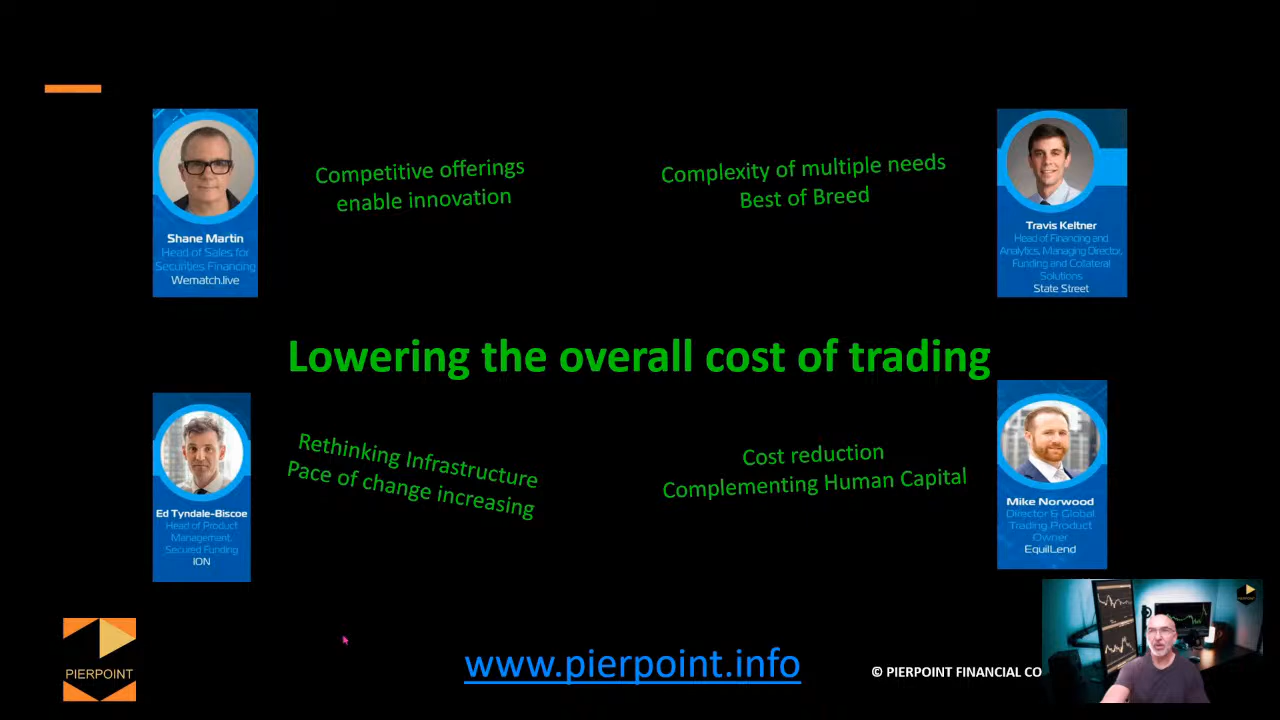 Competitive offerings
enable innovation
Complexity of multiple needs
Best of Breed
Shane Martin
Head of Sales for
Securities Financing
Wematch.live
Travis Keltner
Head of Financing and
Analytics, Managing Director,
Funding and Collateral
Solutions
State Street
Lowering the overall cost of trading
Rethinking Infrastructure
Pace of change increasing
Cost reduction
Complementing Human Capital
Ed Tyndale-Biscoe
Head of Product
Management,
Secured Funding
ION
Mike Norwood
Director & Global
Trading Product
Owner
EquiLend
PIERPOINT
www.pierpoint.info
© PIERPOINT FINANCIAL CO
PIERPOINT